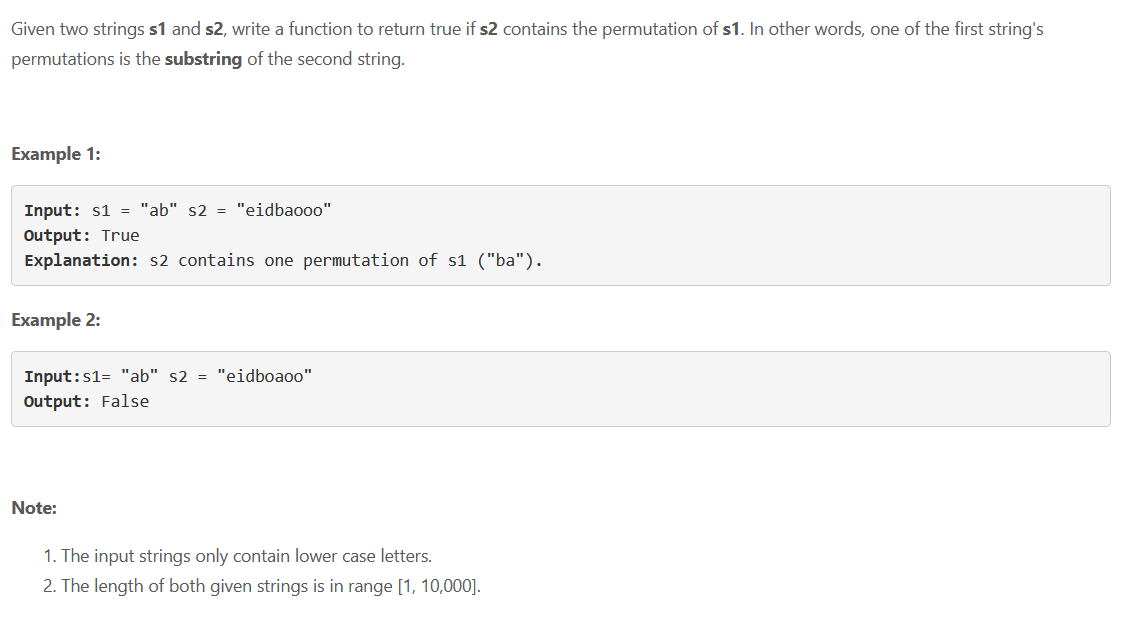 Given two strings s1 and s2, write a function to return true if s2 contains the permutation of s1. In other words, one of the first string's
permutations is the substring of the second string.
Example 1:
Input: s1 = "ab" s2 = "eidbaooo"
Output: True
Explanation: s2 contains one permutation of s1 ("ba").
Example 2:
Input:s1= "ab" s2 = "eidboaoo"
Output: False
Note:
1. The input strings only contain lower case letters.
2. The length of both given strings is in range [1, 10,000].